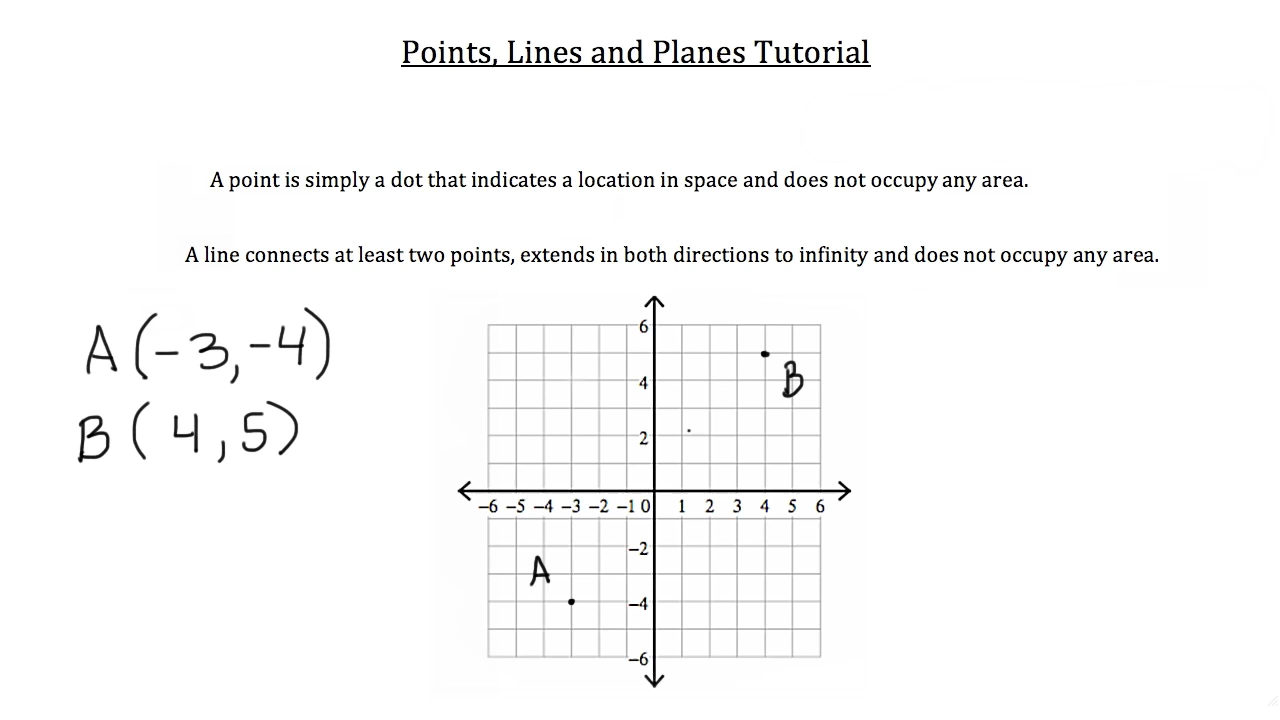 Points, Lines and Planes Tutorial
A point is simply a dot that indicates a location in space and does not occupy any area.
A line connects at least two points, extends in both directions to infinity and does not occupy any area.
A(-3,-4)
B(4,5)
6
B
4
2
−6 −5 −4 −3 −2 −1 0 1 2 3 4 5 6
−2
A
−4
−6